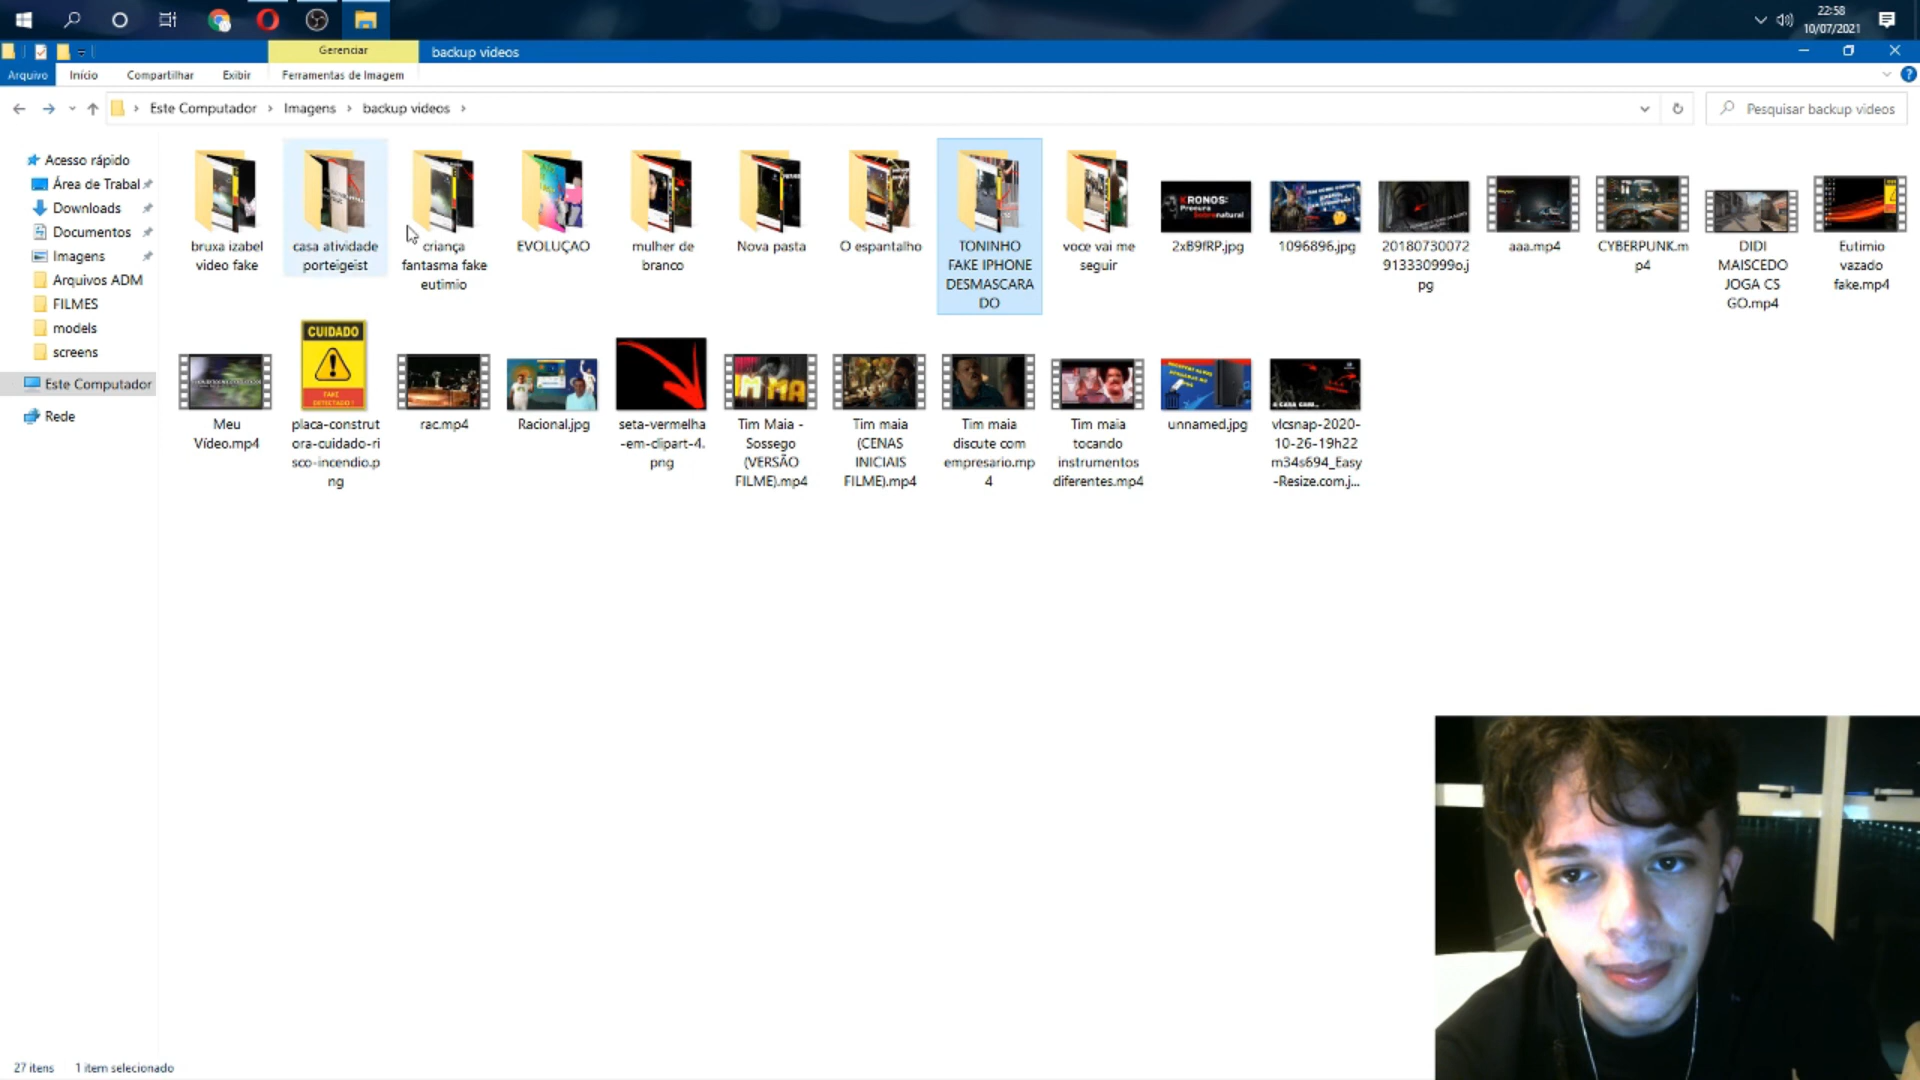 22:58
10/07/2021
Gerenciar
backup videos
Arquivo
Início
Compartilhar
Exibir
Ferramentas de Imagem
Este Computador
Imagens
backup videos
Pesquisar backup videos
Acesso rápido
Área de Trabal
Downloads
Documentos
Imagens
Arquivos ADM
FILMES
models
screens
Este Computador
Rede
bruxa izabel
video fake
casa atividade
porteigeist
criança
fantasma fake
eutimio
EVOLUÇAO
mulher de
branco
Nova pasta
O espantalho
TONINHO
FAKE IPHONE
DESMASCARA
DO
voce vai me
seguir
KRONOS:
Procura
Sobrenatural
2xB9fRP.jpg
1096896.jpg
20180730072
913330999o.j
pg
aaa.mp4
CYBERPUNK.m
p4
DIDI
MAISCEDO
JOGA CS
GO.mp4
Eutimio
vazado
fake.mp4
Meu
Vídeo.mp4
CUIDADO
FAKE
DETECTADO !
placa-construt
ora-cuidado-ri
sco-incendio.p
ng
rac.mp4
Racional.jpg
seta-vermelha
-em-clipart-4.
png
Tim Maia -
Sossego
(VERSÃO
FILME).mp4
Tim maia
(CENAS
INICIAIS
FILME).mp4
Tim maia
discute com
empresario.mp
4
Tim maia
tocando
instrumentos
diferentes.mp4
unnamed.jpg
vlcsnap-2020-
10-26-19h22
m34s694_Easy
-Resize.com.j...
27 itens
1 item selecionado